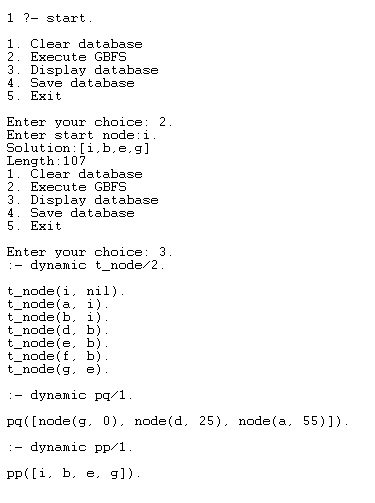 1 ?- start.
1. Clear database
2. Execute GBFS
3. Display database
4. Save database
5. Exit
Enter your choice: 2.
Enter start node:i.
Solution:[i,b,e,g]
Length:107
1. Clear database
2. Execute GBFS
3. Display database
4. Save database
5. Exit
Enter your choice: 3.
:- dynamic t_node/2.
t_node(i, nil).
t_node(a, i).
t_node(b, i).
t_node(d, b).
t_node(e, b).
t_node(f, b).
t_node(g, e).
:- dynamic pq/1.
pq([node(g, 0), node(d, 25), node(a, 55)]).
:- dynamic pp/1.
pp([i, b, e, g]).